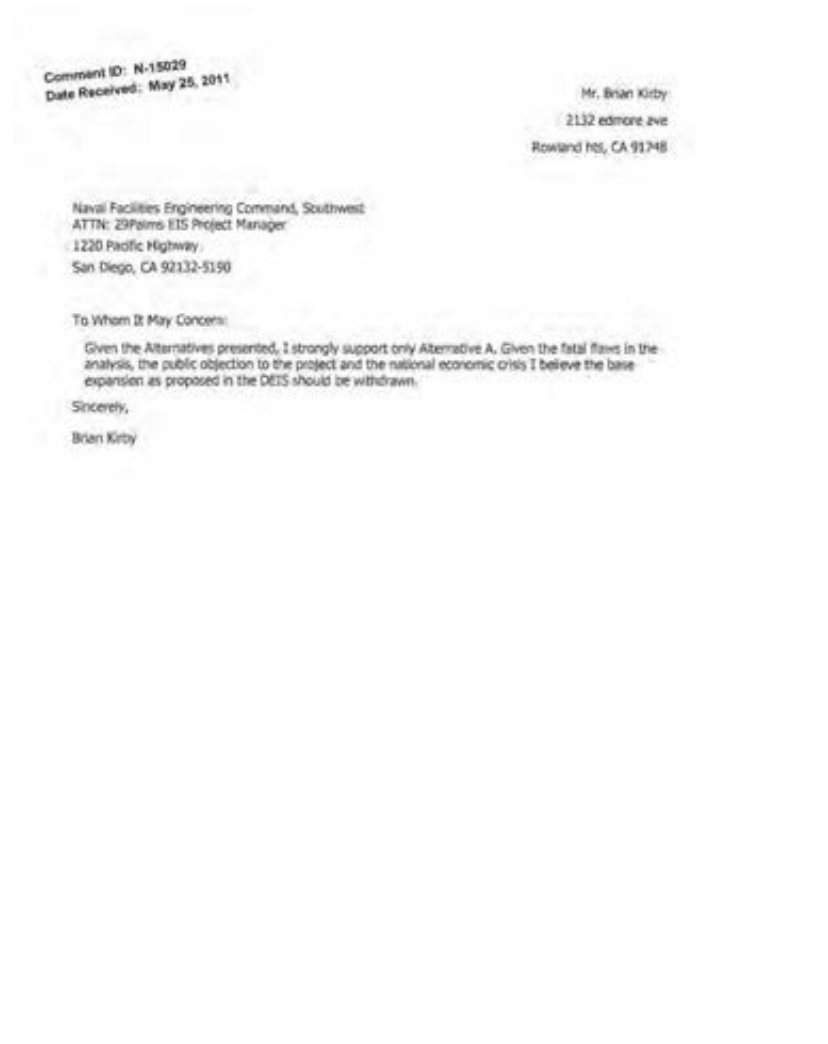 Comment ID: N-15029
Date Received: May 25, 2011
Mr. Brian Kirby
2132 edmore ave
Rowland hts, CA 91748
Naval Facilities Engineering Command, Southwest
ATTN: 29Palms EIS Project Manager
1220 Pacific Highway
San Diego, CA 92132-5190
To Whom It May Concern:
Given the Alternatives presented, I strongly support only Alternative A. Given the fatal flaws in the
analysis, the public objection to the project and the national economic crisis I believe the base
expansion as proposed in the DEIS should be withdrawn.
Sincerely,
Brian Kirby